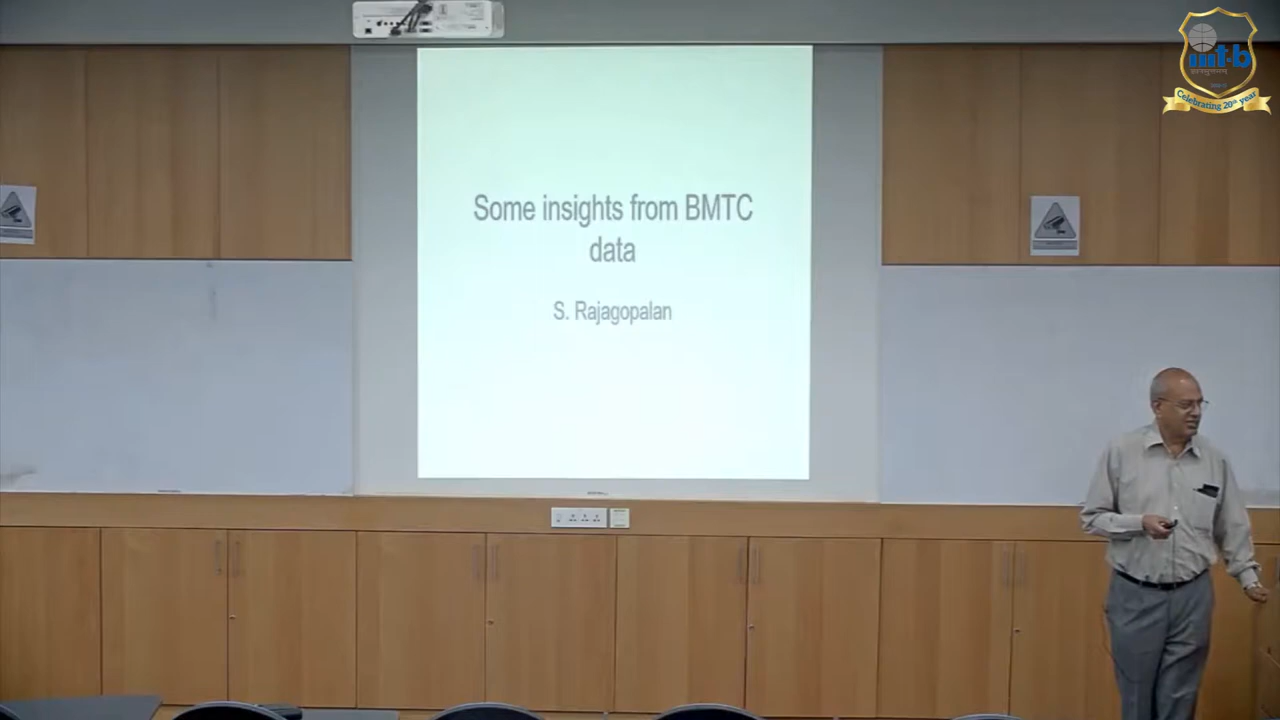 iiit-b
Celebrating 20th year
Some insights from BMTC
data
S. Rajagopalan